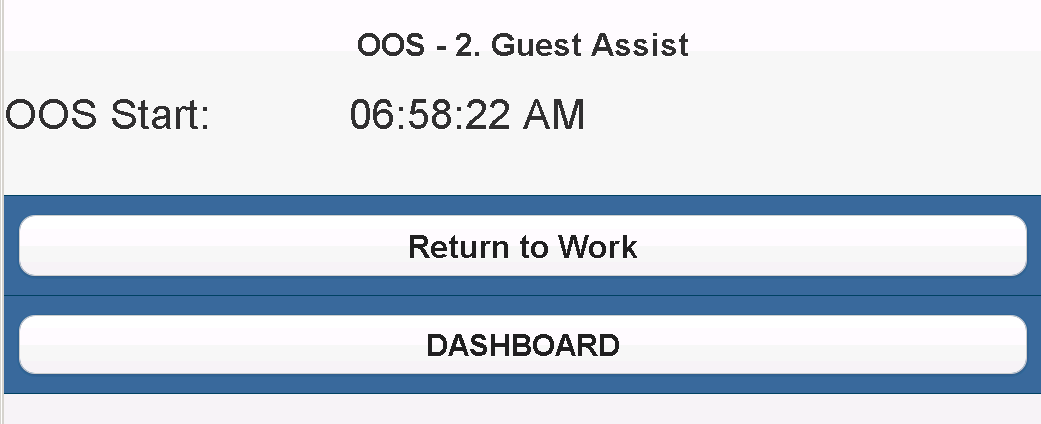 OOS - 2. Guest Assist
OOS Start: 06:58:22 AM
Return to Work
DASHBOARD